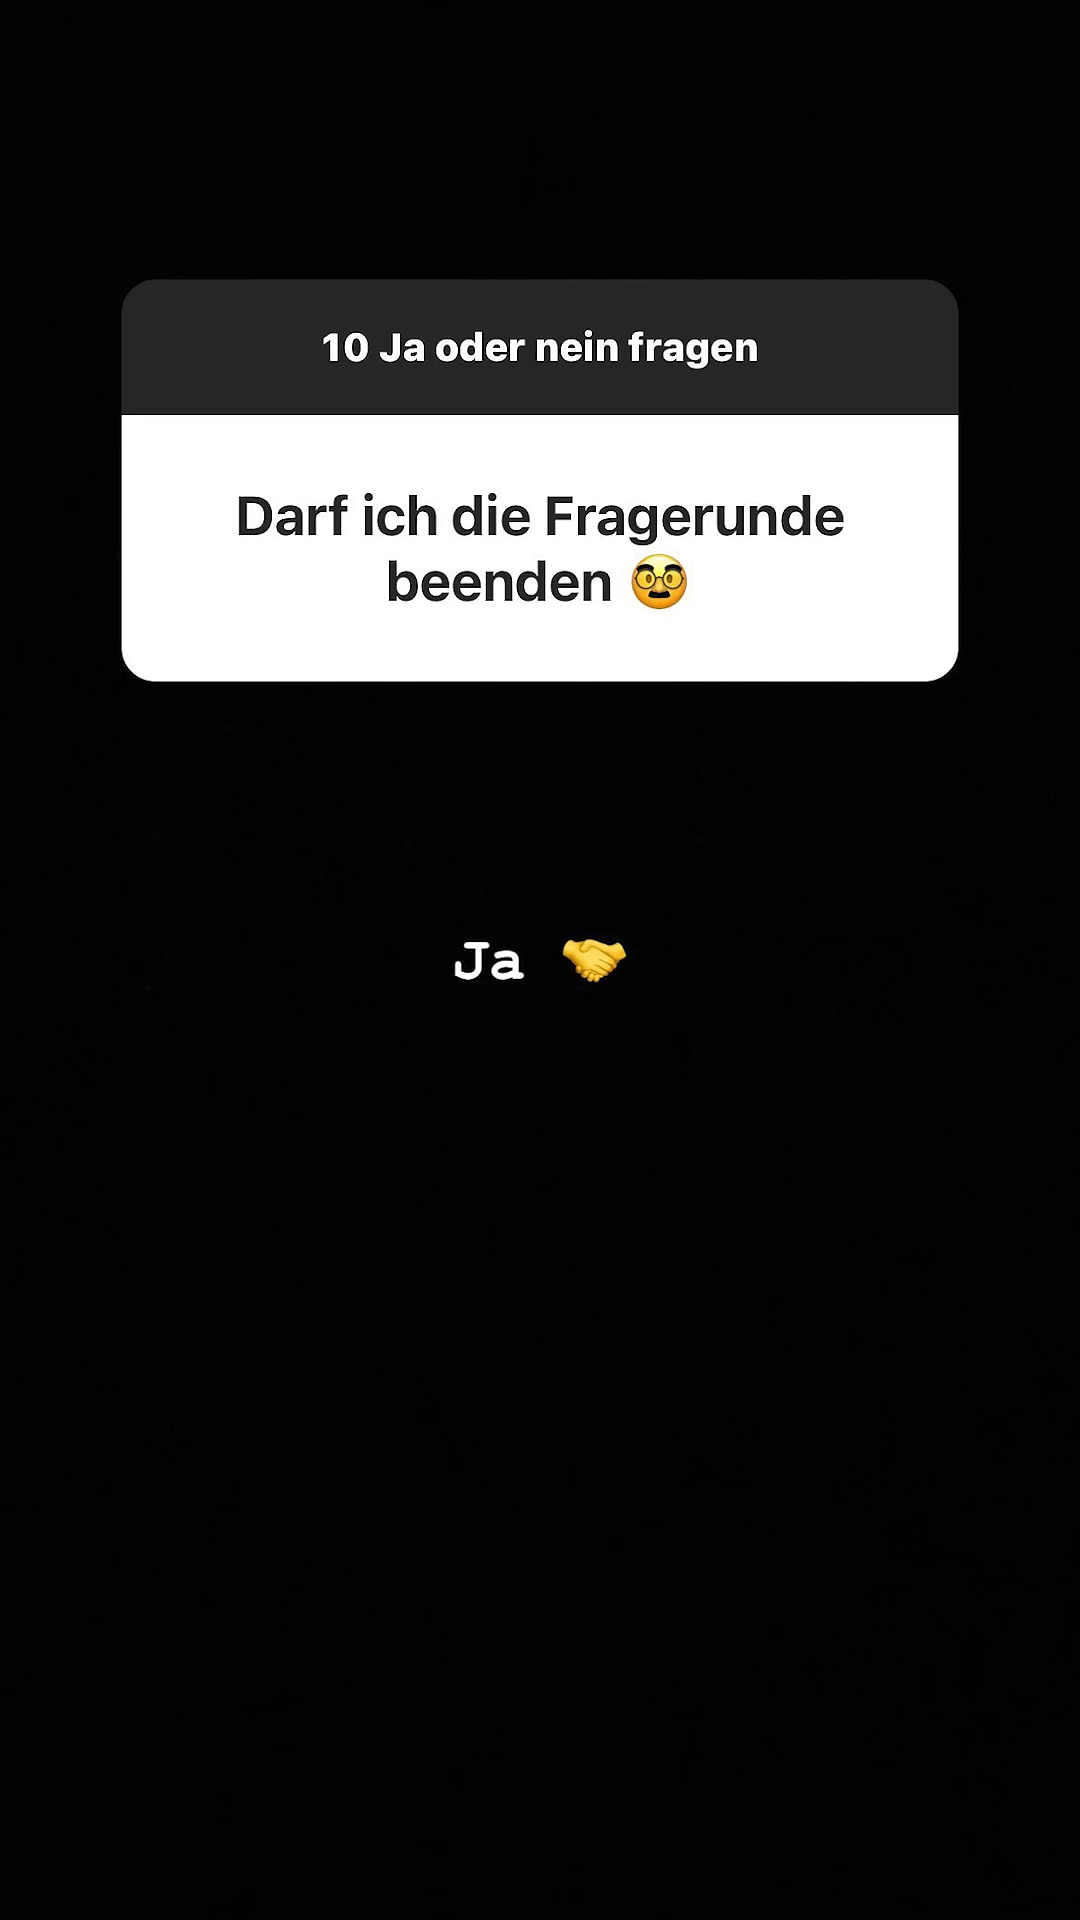 10 Ja oder nein fragen
Darf ich die Fragerunde
beenden 🥸
Ja 🤝